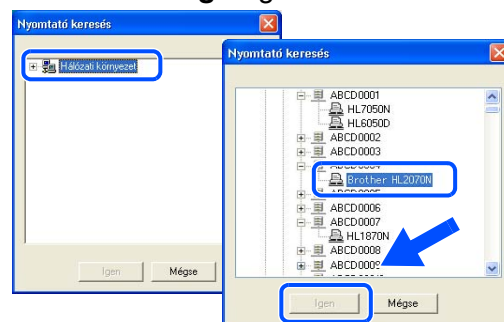 Nyomtató keresés
Hálózati környezet
Igen
Mégse
Nyomtató keresés
ABCD0001
HL7050N
HL6050D
ABCD0002
ABCD0003
Brother HL2070N
ABCD0006
ABCD0007
HL1870N
ABCD0008
ABCD0009
Igen
Mégse